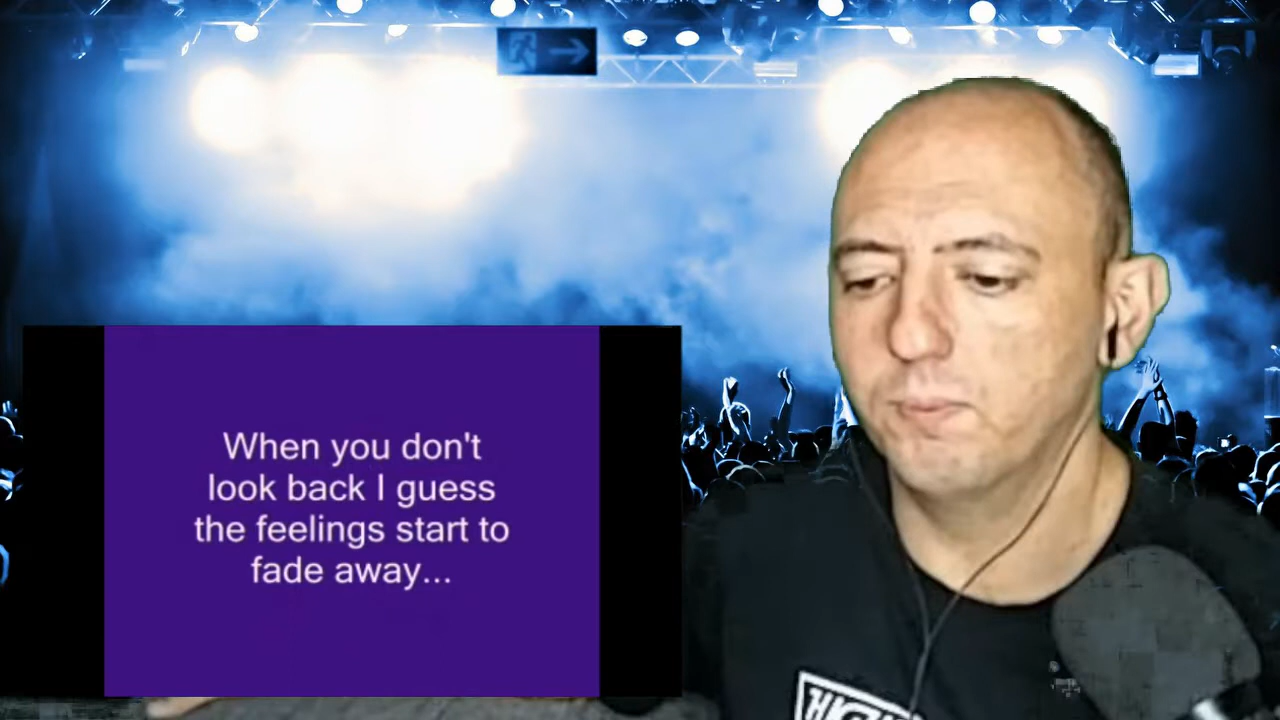 When you don't
look back I guess
the feelings start to
fade away...